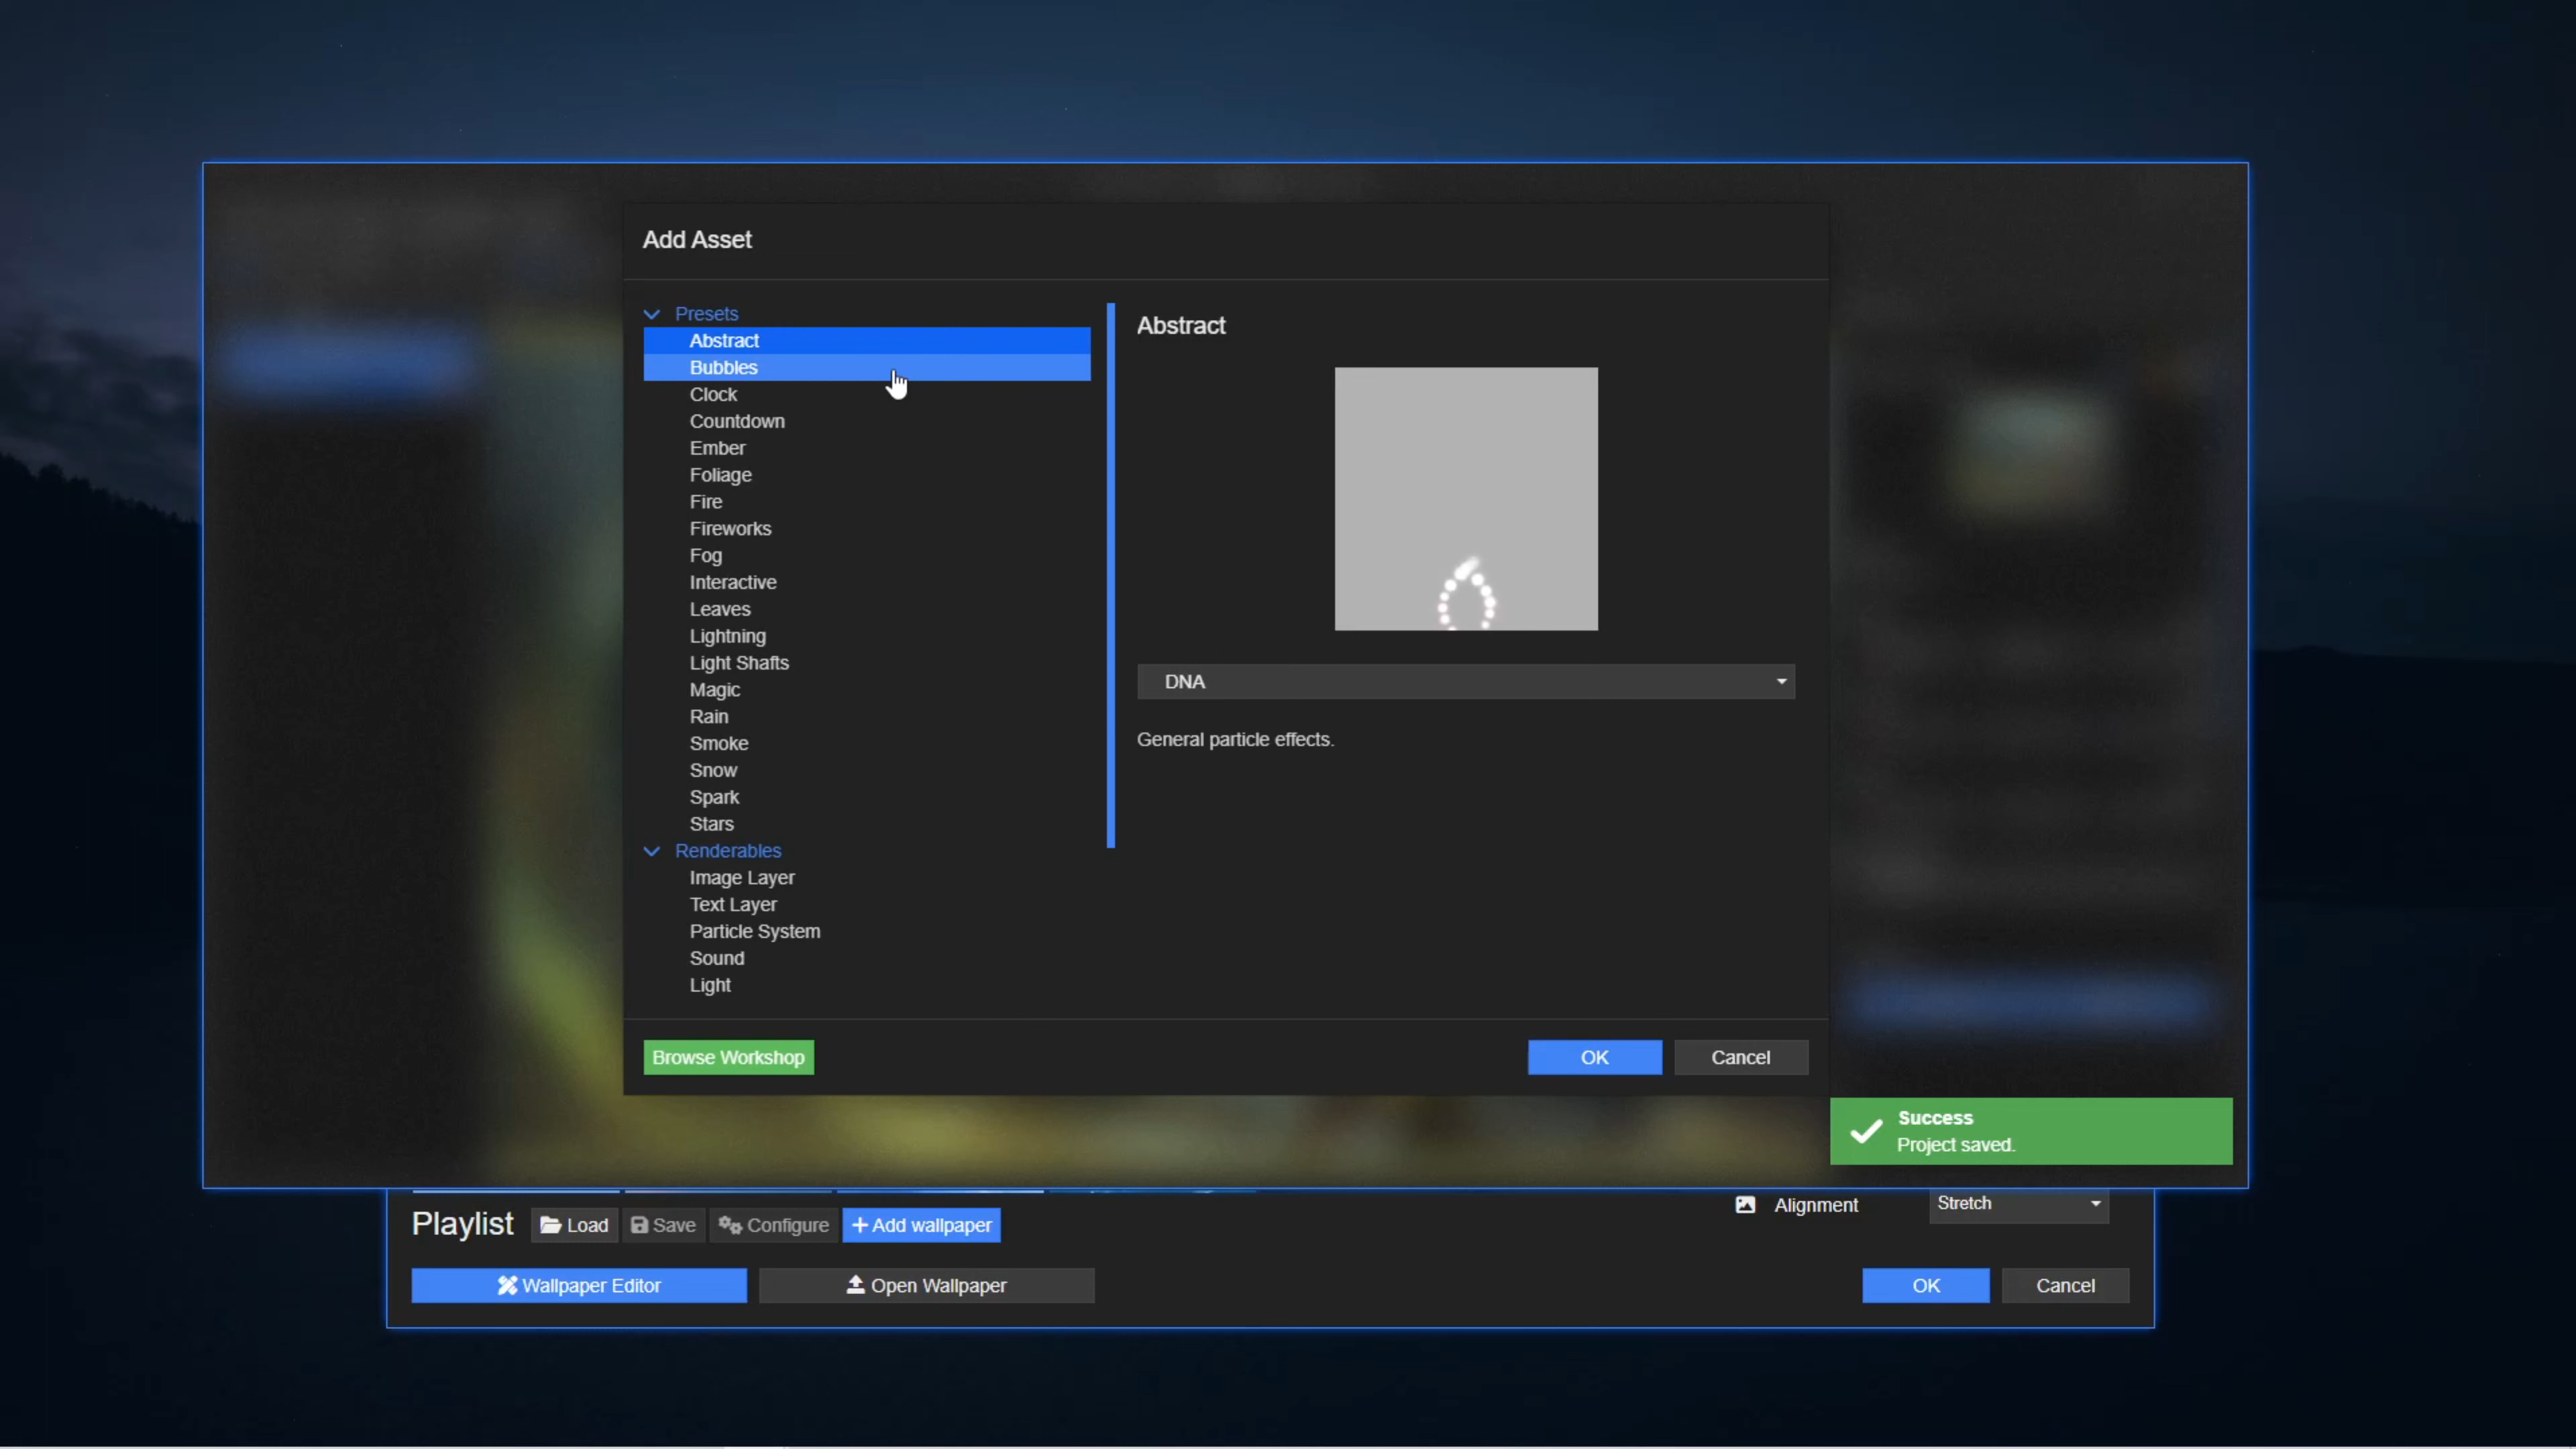 Add Asset
Presets
Abstract
Bubbles
Clock
Countdown
Ember
Foliage
Fire
Fireworks
Fog
Interactive
Leaves
Lightning
Light Shafts
Magic
Rain
Smoke
Snow
Spark
Stars
Renderables
Image Layer
Text Layer
Particle System
Sound
Light
Abstract
DNA
General particle effects.
Browse Workshop
OK
Cancel
Success
Project saved.
Alignment
Stretch
Playlist
Load
Save
Configure
+ Add wallpaper
Wallpaper Editor
Open Wallpaper
OK
Cancel